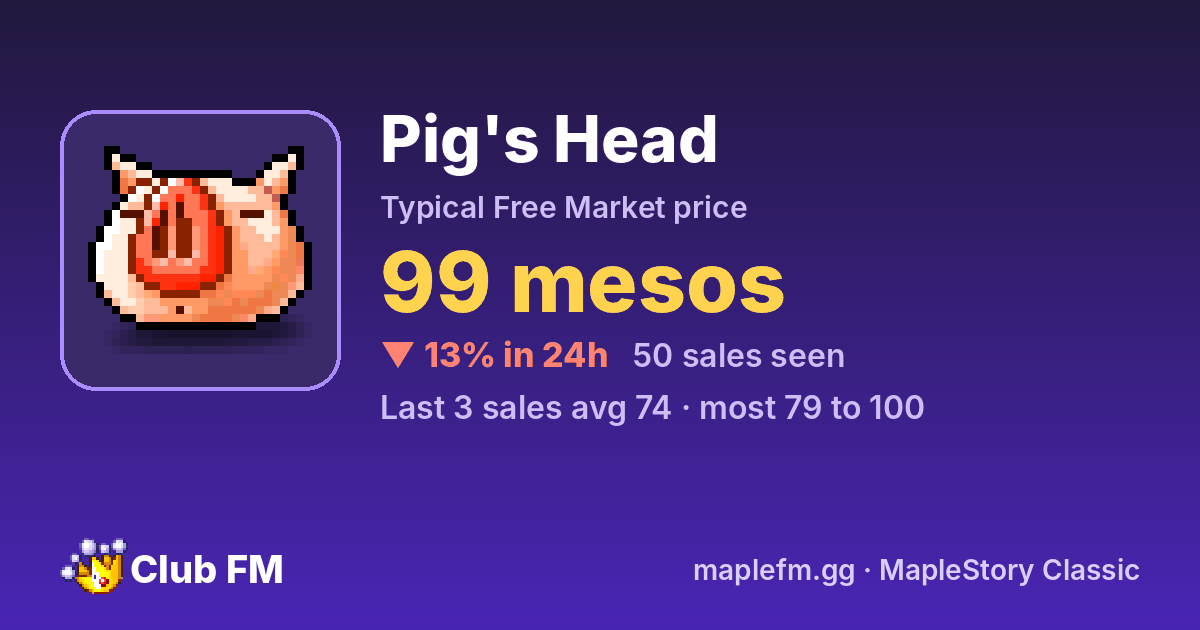 Pig's Head
Typical Free Market price
99 mesos
▼ 13% in 24h 50 sales seen
Last 3 sales avg 74 · most 79 to 100
Club FM
maplefm.gg · MapleStory Classic